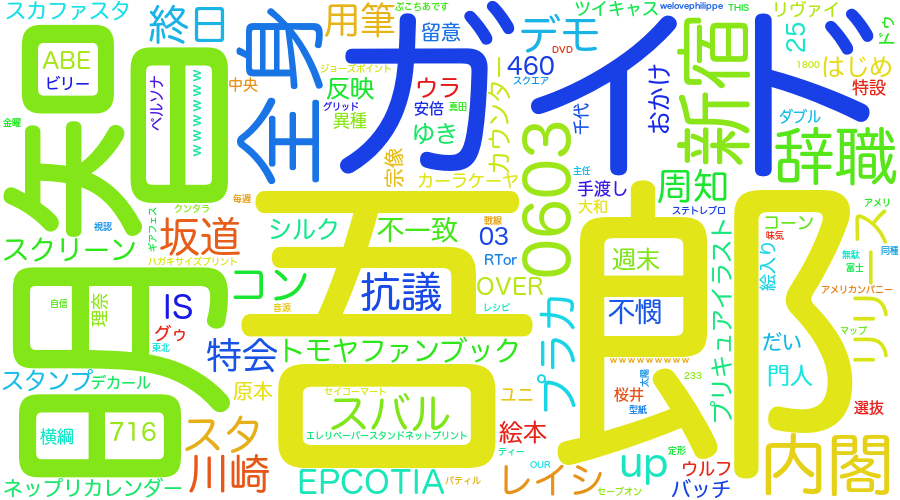 スカファスタ
終日
全身
用筆
留意
ガイド
デモ
DVD
ツイキャス
welovephilippe
THIS
リヴァイ
ぷこちあです
25
ドゥ
ABE
ビリー
ペルソナ
wwwwwww
中央
ジョーズポイント
反映
グリッド
異種
ウラ
安倍
真田
ゆき
カウンター
460
スクエア
千代
おかけ
新宿
1800
はじめ
特設
ダブル
辞職
金曜
知明
日
視認
クンタラ
ギアフェス
毎週
宗像
カーラケーヤ
0603
主任
手渡し
大和
周知
ステトレプロ
アメリ
スクリーン
坂道
ハガキサイズプリント
シルク
不一致
戦線
03
RTor
五郎
週末
コーン
味気
絵入り
無駄
富士
同種
リリース
アメリカンパニー
自信
理奈
IS
グゥ
東北
コン
音源
抗議
OVER
レシピ
プラカ
不憫
プリキュアイラスト
だい
マップ
特会
トモヤファンブック
wwwwwwwww
スタンプ
デカール
原本
セイコーマート
ユニ
太陽
233
門人
716
横綱
スタ
スバル
エレリペーパースタンドネットプリント
絵本
桜井
型紙
選抜
川崎
ティー
定形
内閣
ネップリカレンダー
EPCOTIA
パティル
レイシ
OUR
セーブオン
up
ウルフ
バッチ